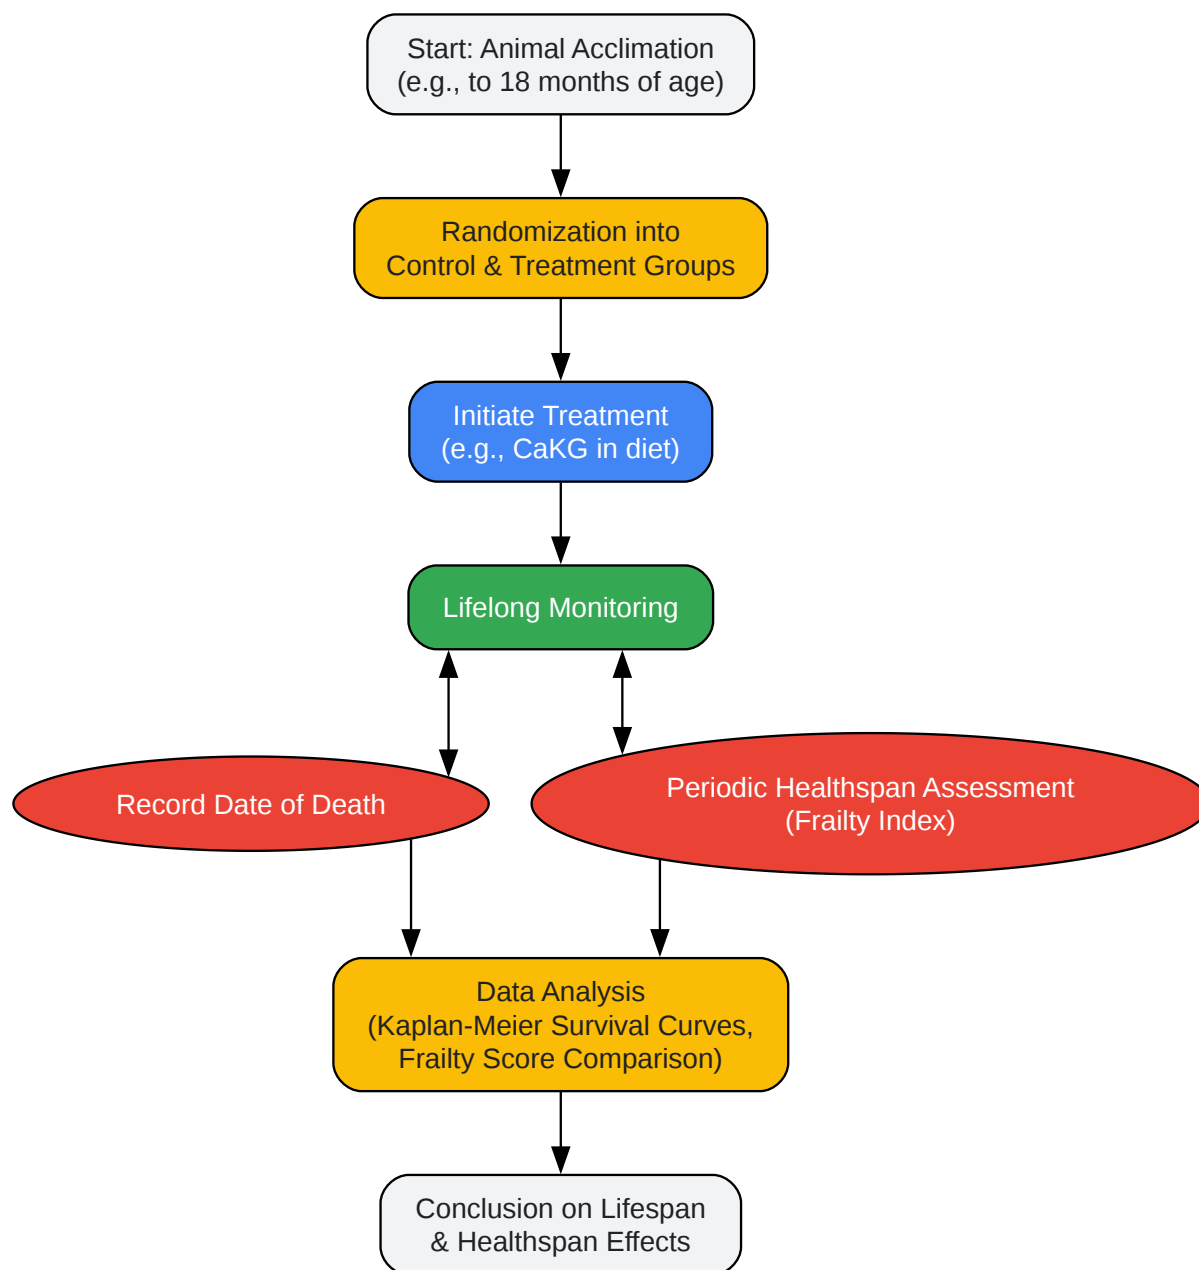 Start: Animal Acclimation
(e.g., to 18 months of age)
Randomization into
Control & Treatment Groups
Initiate Treatment
(e.g., CaKG in diet)
Lifelong Monitoring
Record Date of Death
Periodic Healthspan Assessment
(Frailty Index)
Data Analysis
(Kaplan-Meier Survival Curves,
Frailty Score Comparison)
Conclusion on Lifespan
& Healthspan Effects